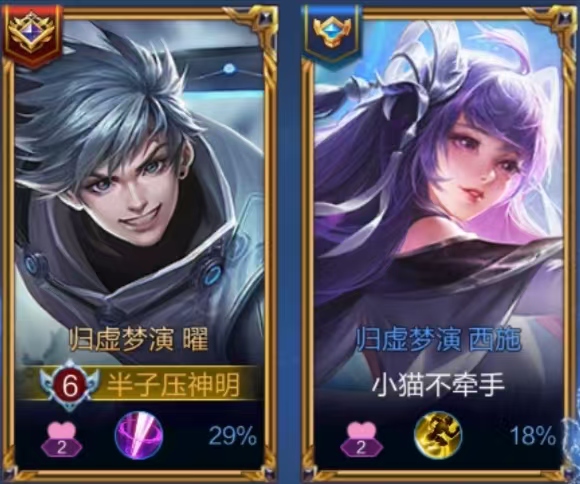 归虚梦演 曜
6 半子压神明
2 29%
归虚梦演 西施
小猫不牵手
2 18%